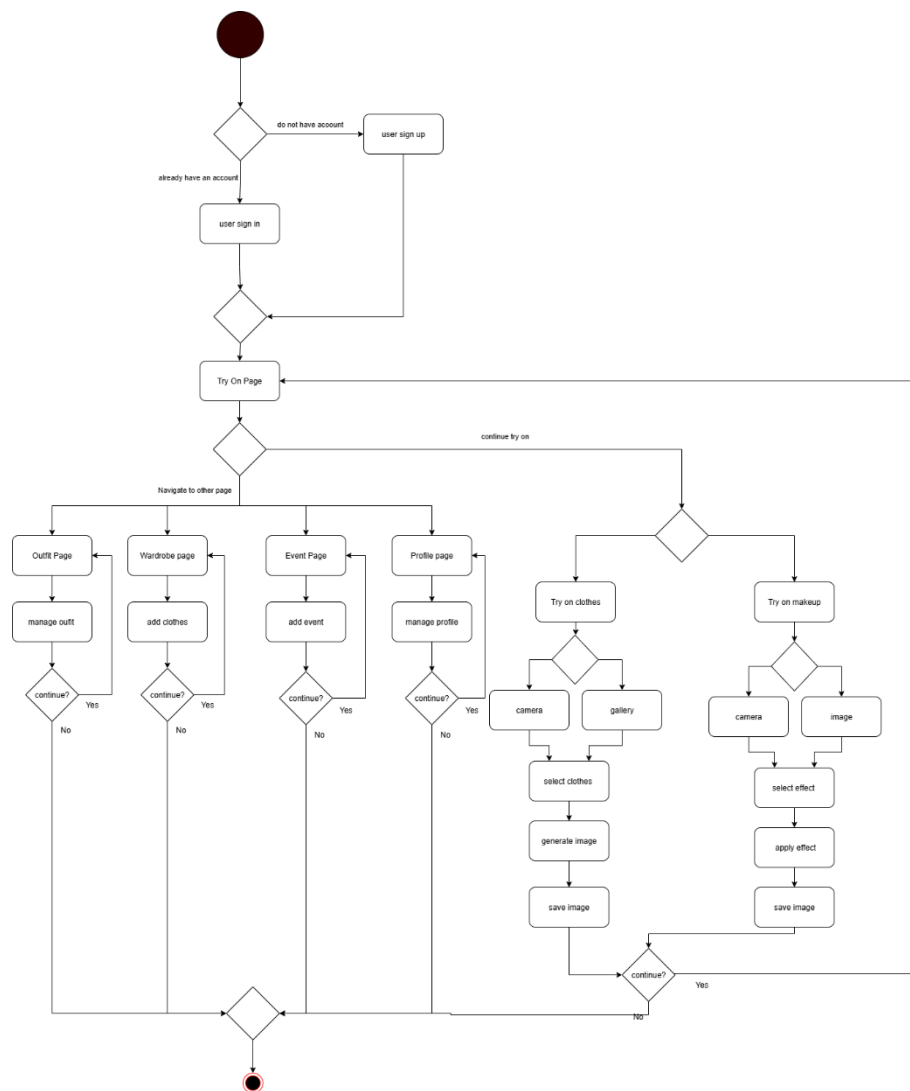 do not have acoount
user sign up
already have an account
user sign in
Try On Page
continue try on
Navigate to other page
Outfit Page
Wardrobe page
Event Page
Profile page
Try on clothes
Try on makeup
manage oufit
add clothes
add event
manage profile
continue?
Yes
No
continue?
Yes
No
continue?
Yes
No
continue?
Yes
No
camera
gallery
camera
image
select clothes
select effect
generate image
apply effect
save image
save image
continue?
Yes
No